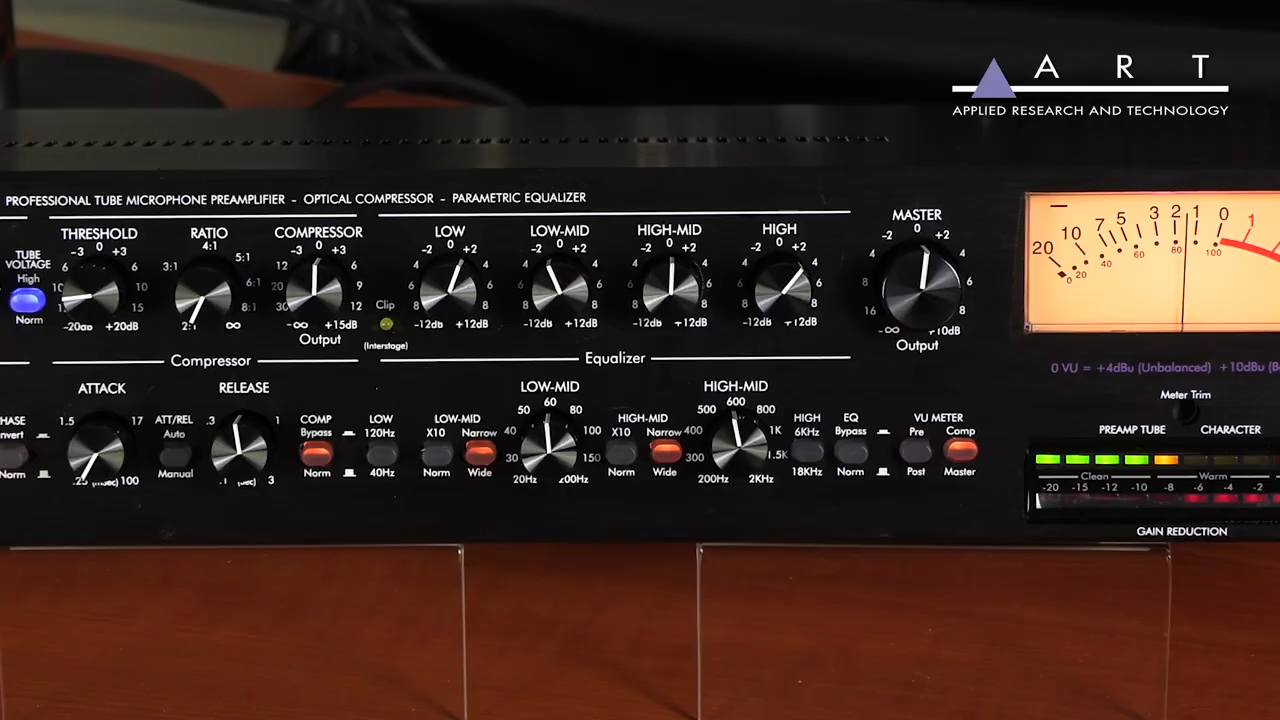 A R T
APPLIED RESEARCH AND TECHNOLOGY
PROFESSIONAL TUBE MICROPHONE PREAMPLIFIER - OPTICAL COMPRESSOR - PARAMETRIC EQUALIZER
TUBE
VOLTAGE
High
Norm
THRESHOLD
-3 0 +3
6 6
10 10
15
-20dB +20dB
RATIO
4:1
3:1 5:1
6:1
8:1
2:1 ∞
COMPRESSOR
-3 0 +3
12 6
20 9
30 12
-∞ +15dB
Output
Clip
(Interstage)
LOW
-2 0 +2
4 4
6 6
8 8
-12dB +12dB
LOW-MID
-2 0 +2
4 4
6 6
8 8
-12dB +12dB
HIGH-MID
-2 0 +2
4 4
6 6
8 8
-12dB +12dB
HIGH
-2 0 +2
4 4
6 6
8 8
-12dB +12dB
MASTER
-2 0 +2
4 4
8 6
16 8
-∞ +10dB
Output
20 10 7 5 3 2 1 0 1
0 20 40 60 80 100
Compressor
Equalizer
0 VU = +4dBu (Unbalanced) +10dBu
Meter Trim
HASE
nvert
Norm
ATTACK
1.5 17
.25 (msec) 100
ATT/REL
Auto
Manual
RELEASE
.3 1
.1 (sec) 3
COMP
Bypass
Norm
LOW
120Hz
40Hz
LOW-MID
X10 Narrow
Norm Wide
LOW-MID
60
50 80
40 100
30 150
20Hz 200Hz
HIGH-MID
X10 Narrow
Norm Wide
HIGH-MID
600
500 800
400 1K
300 1.5K
200Hz 2KHz
HIGH
6KHz
18KHz
EQ
Bypass
Norm
VU METER
Pre Comp
Post Master
PREAMP TUBE CHARACTER
Clean Warm
-20 -15 -12 -10 -8 -6 -4 -2
GAIN REDUCTION